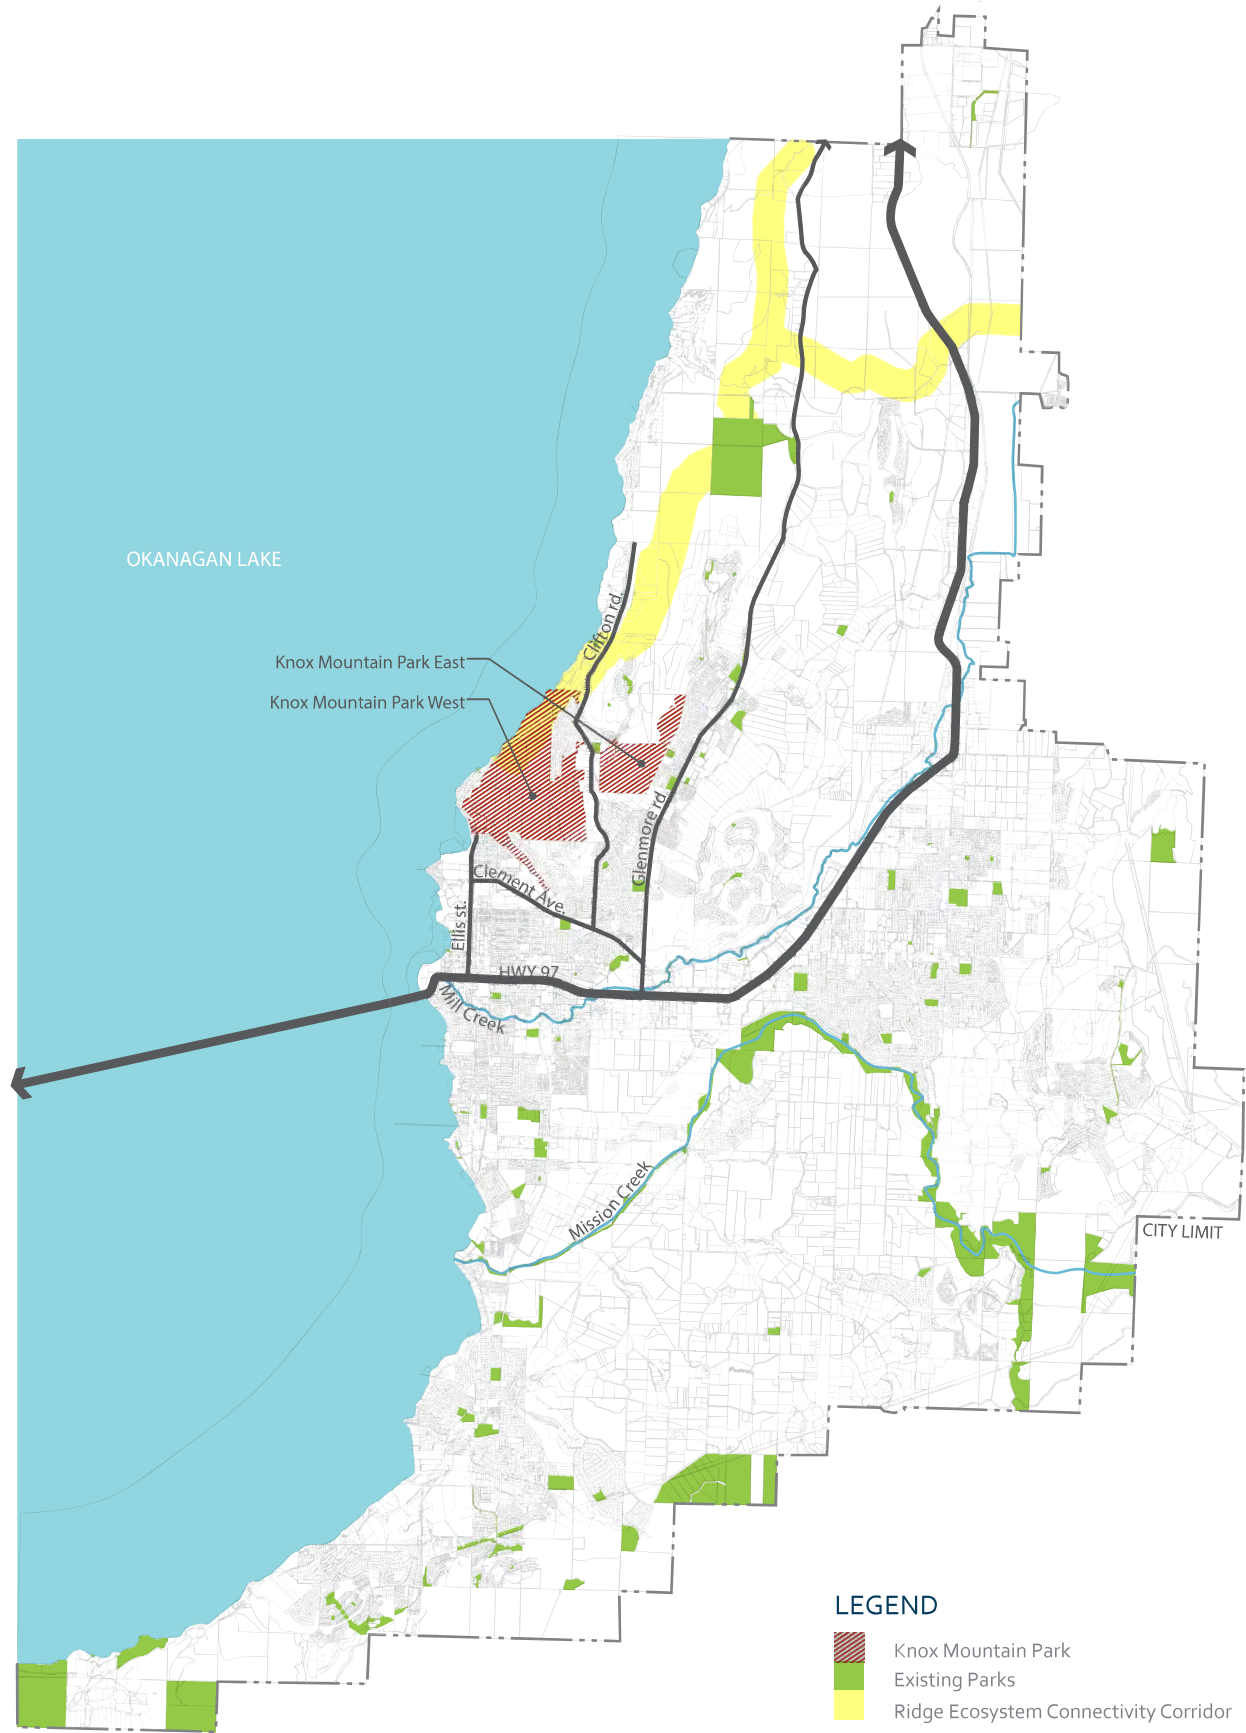 OKANAGAN LAKE
Clifton rd.
Knox Mountain Park East
Knox Mountain Park West
Glenmore rd.
Clement Ave.
Ellis st.
HWY 97
Mill Creek
Mission Creek
CITY LIMIT
LEGEND
Knox Mountain Park
Existing Parks
Ridge Ecosystem Connectivity Corridor